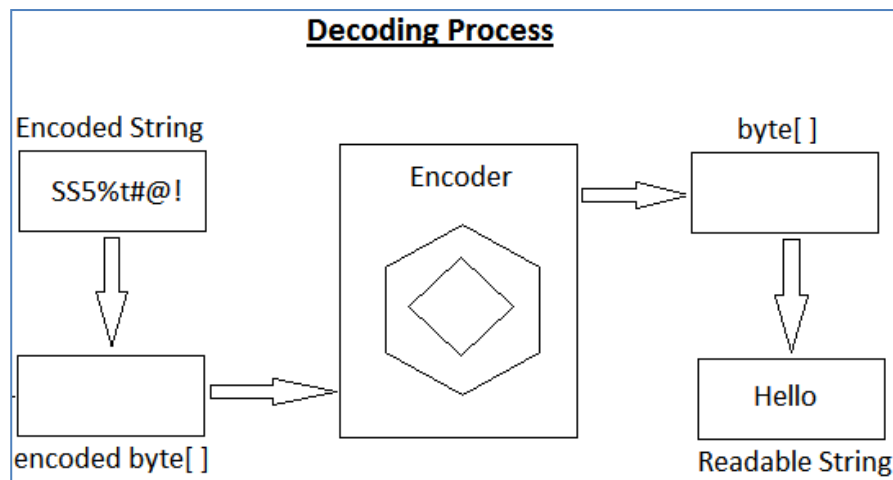 Decoding Process
Encoded String
SS5%t#@!
encoded byte[ ]
Encoder
byte[ ]
Hello
Readable String